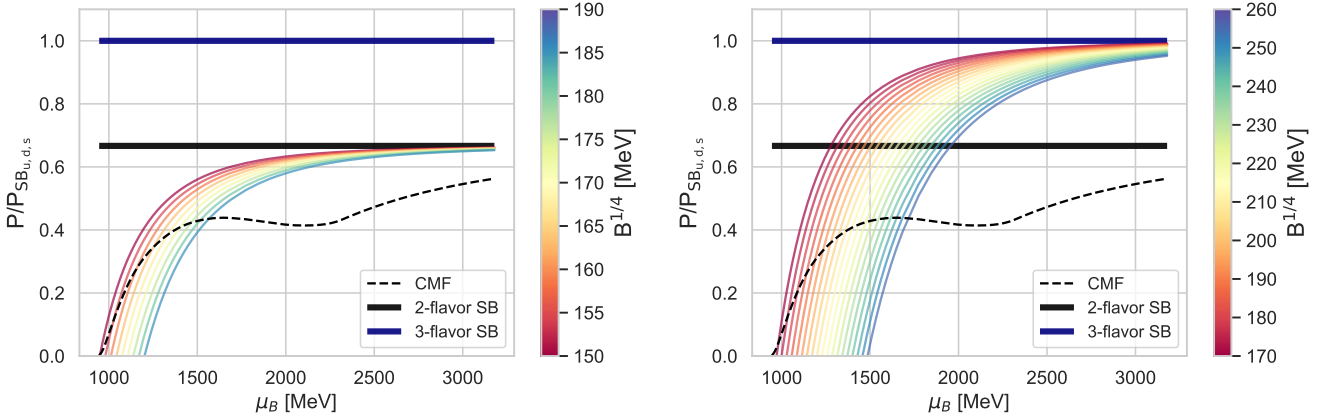 P/P_SB_u,d,s
1.0
0.8
0.6
0.4
0.2
0.0
1000 1500 2000 2500 3000
μ_B [MeV]
CMF
2-flavor SB
3-flavor SB
190
185
180
175
170
165
160
155
150
B^1/4 [MeV]
P/P_SB_u,d,s
1.0
0.8
0.6
0.4
0.2
0.0
1000 1500 2000 2500 3000
μ_B [MeV]
CMF
2-flavor SB
3-flavor SB
260
250
240
230
220
210
200
190
180
170
B^1/4 [MeV]